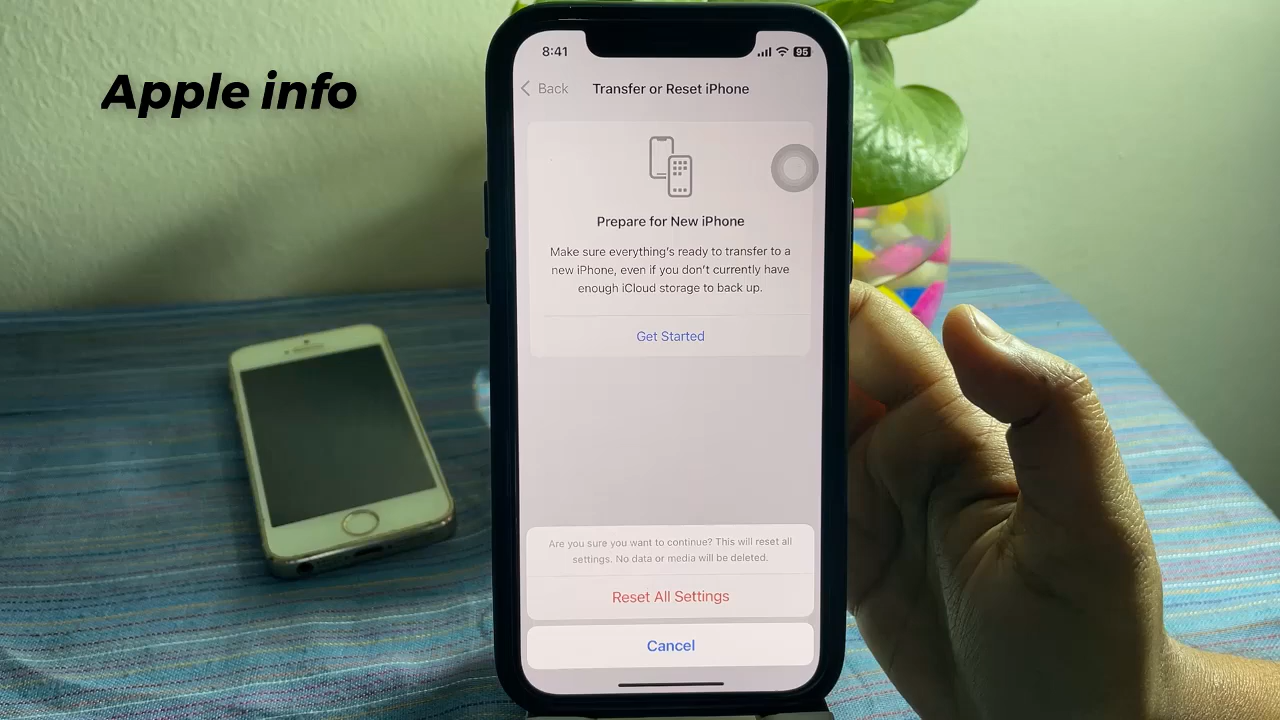 Apple info
8:41
95
Back
Transfer or Reset iPhone
Prepare for New iPhone
Make sure everything's ready to transfer to a
new iPhone, even if you don't currently have
enough iCloud storage to back up.
Get Started
Are you sure you want to continue? This will reset all
settings. No data or media will be deleted.
Reset All Settings
Cancel